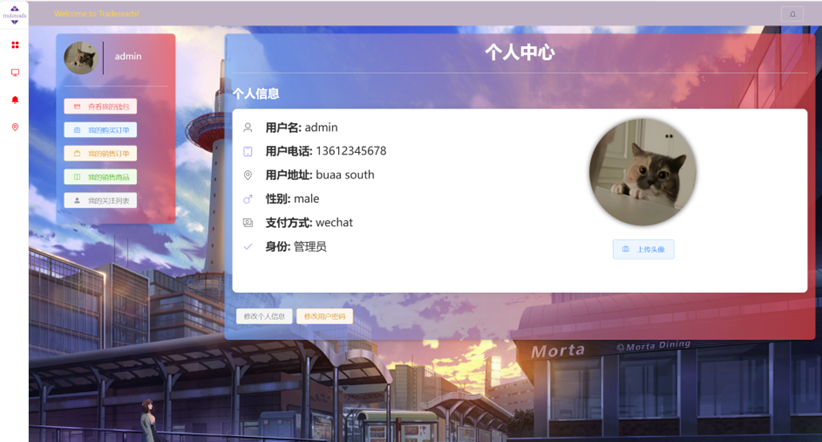 Welcome to Tradereads!
Tradereads
admin
查看我的钱包
我的购买订单
我的销售订单
我的销售商品
我的关注列表
个人中心
个人信息
用户名: admin
用户电话: 13612345678
用户地址: buaa south
性别: male
支付方式: wechat
身份: 管理员
上传头像
修改个人信息
修改用户密码
Morta
Morta Dining